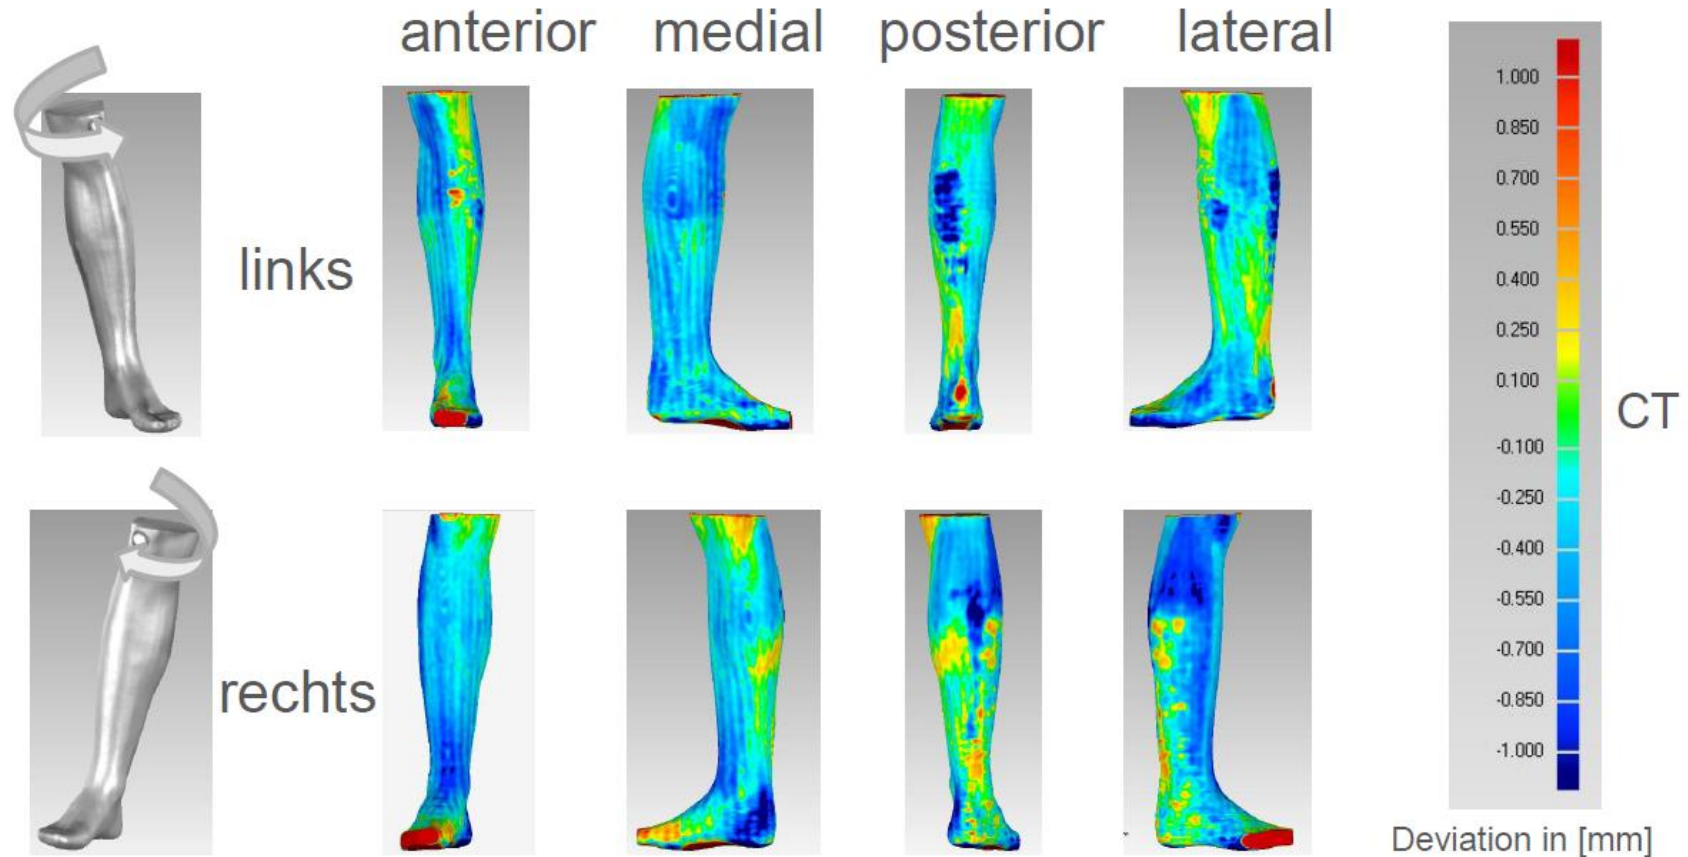 anterior medial posterior lateral
links
rechts
1.000
0.850
0.700
0.550
0.400
0.250
0.100
-0.100
-0.250
-0.400
-0.550
-0.700
-0.850
-1.000
CT
Deviation in [mm]